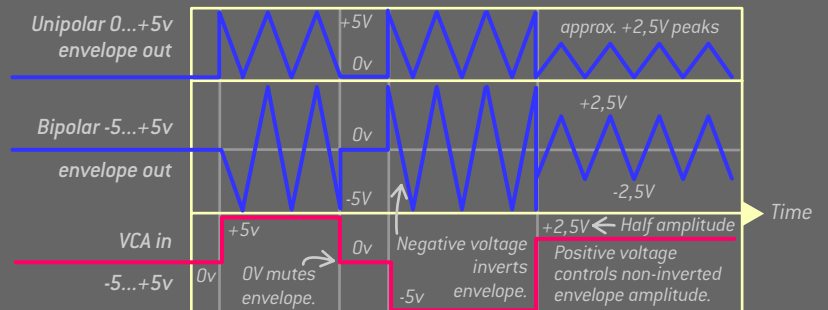 Unipolar 0...+5v
envelope out
+5V
0v
approx. +2,5V peaks
Bipolar -5...+5v
envelope out
0v
-5V
+2,5V
-2,5V
Time
VCA in
-5...+5v
0v
+5v
0V mutes
envelope.
0v
-5v
Negative voltage
inverts
envelope.
+2,5V
Half amplitude
Positive voltage
controls non-inverted
envelope amplitude.